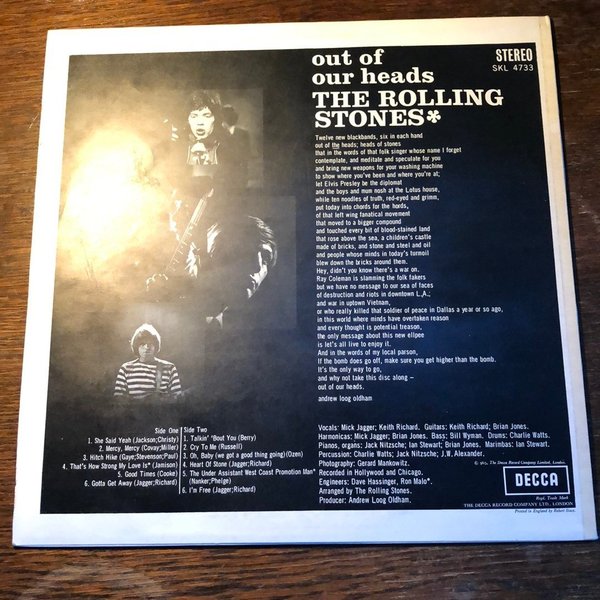 out of
our heads
THE ROLLING
STONES*
STEREO
SKL 4733
Twelve new blackbands, six in each hand
out of the heads; heads of stones
that in the words of that folk singer whose name I forget
contemplate, and meditate and speculate for you
and bring new weapons for your washing machine
to show where you've been and where you're at;
let Elvis Presley be the diplomat
and the boys and mum nosh at the Lotus house,
while ten noodles of truth, red-eyed and grimm,
put today into chords for the hords,
of that left wing fanatical movement
that moved to a bigger compound
and touched every bit of blood-stained land
that rose above the sea, a children's castle
made of bricks, and stone and steel and oil
and people whose minds in today's turmoil
blew down the bricks around them.
Hey, didn't you know there's a war on.
Ray Coleman is slamming the folk fakers
but we have no message to our sea of faces
of destruction and riots in downtown L.A.;
and war in uptown Vietnam,
or who really killed that soldier of peace in Dallas a year or so ago,
in this world where minds have overtaken reason
and every thought is potential treason,
the only message about this new ellpee
is let's all live to enjoy it.
And in the words of my local parson,
If the bomb does go off, make sure you get higher than the bomb.
It's the only way to go,
and why not take this disc along —
out of our heads.
andrew loog oldham
Side One
1. She Said Yeah (Jackson;Christy)
2. Mercy, Mercy (Covay;Miller)
3. Hitch Hike (Gaye;Stevenson;Paul)
4. That's How Strong My Love Is* (Jamison)
5. Good Times (Cooke)
6. Gotta Get Away (Jagger;Richard)
Side Two
1. Talkin' 'Bout You (Berry)
2. Cry To Me (Russell)
3. Oh, Baby (we got a good thing going)(Ozen)
4. Heart Of Stone (Jagger;Richard)
5. The Under Assistant West Coast Promotion Man*
(Nanker;Phelge)
6. I'm Free (Jagger;Richard)
Vocals: Mick Jagger; Keith Richard. Guitars: Keith Richard; Brian Jones.
Harmonicas; Mick Jagger; Brian Jones, Bass: Bill Wyman, Drums: Charlie Watts.
Pianos, organs: Jack Nitzsche; Ian Stewart; Brian Jones. Marimbas: Ian Stewart.
Percussion: Charlie Watts; Jack Nitzsche; J.W.Alexander.
Photography: Gerard Mankowitz.
Recorded in Hollywood and Chicago.
Engineers; Dave Hassinger, Ron Malo*.
Arranged by The Rolling Stones.
Producer; Andrew Loog Oldham.
© 1965, The Decca Record Company Limited, London.
DECCA
Regd. Trade Mark
THE DECCA RECORD COMPANY LTD., LONDON
Printed in England by Robert Stace.